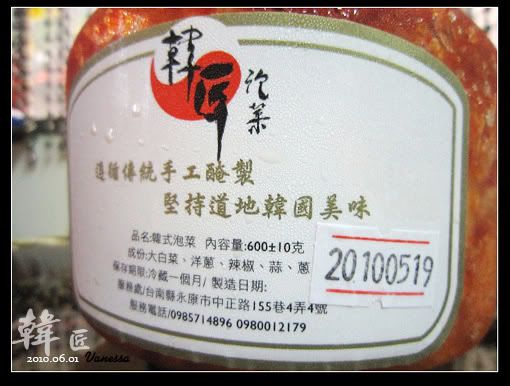 韓匠
泡菜
遵循傳統手工醃製
堅持道地韓國美味
品名:韓式泡菜 內容量:600±10克
成份:大白菜、洋蔥、辣椒、蒜、蔥
保存期限:冷藏一個月/ 製造日期:
20100519
服務處/台南縣永康市中正路155巷4弄4號
服務電話/0985714896 0980012179
韓匠
2010.06.01 Vanessa